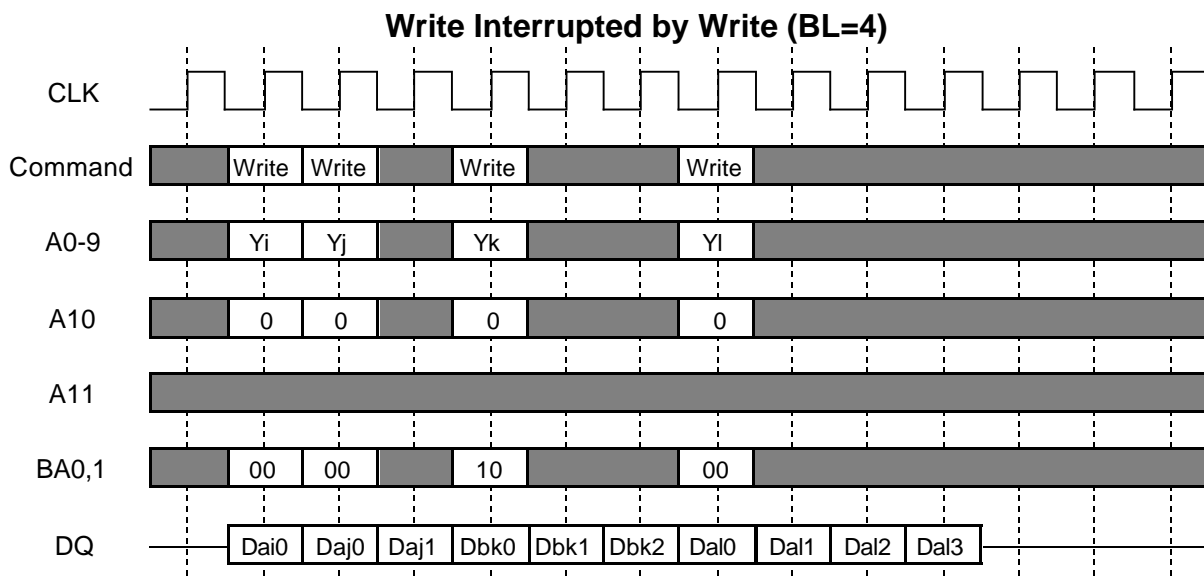 Write Interrupted by Write (BL=4)
CLK
Command Write Write Write Write
A0-9 Yi Yj Yk Yl
A10 0 0 0 0
A11
BA0,1 00 00 10 00
DQ Dai0 Daj0 Daj1 Dbk0 Dbk1 Dbk2 Dal0 Dal1 Dal2 Dal3